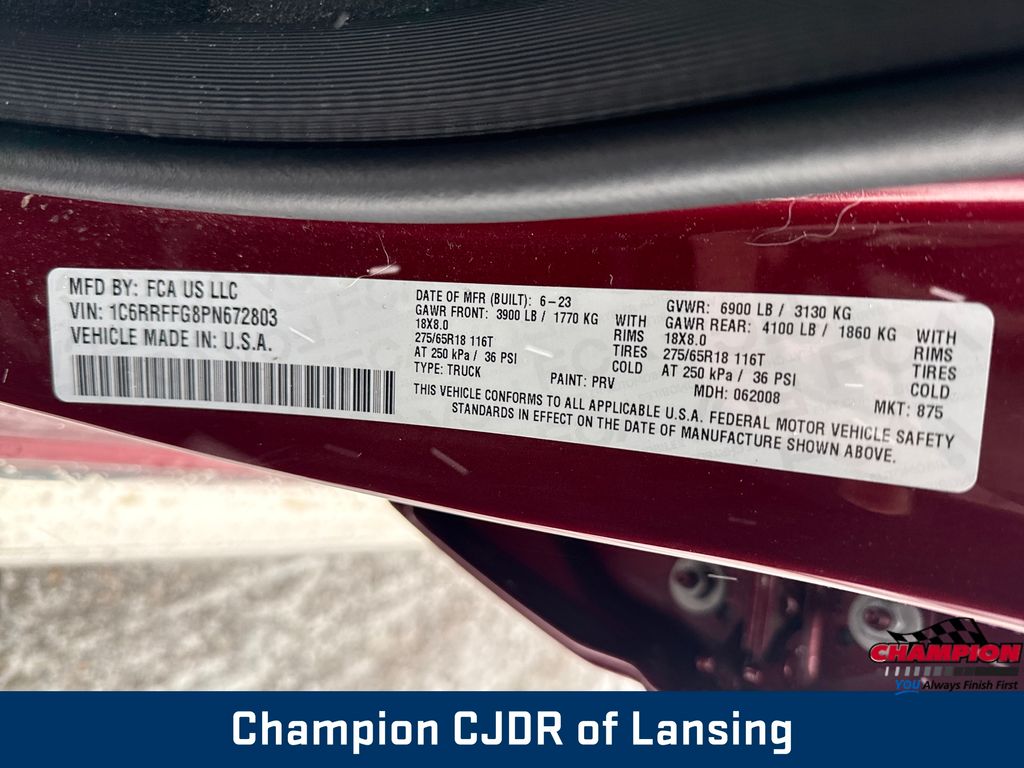 MFD BY: FCA US LLC
VIN: 1C6RRFFG8PN672803
VEHICLE MADE IN: U.S.A.
DATE OF MFR (BUILT): 6-23
GAWR FRONT: 3900 LB / 1770 KG WITH
18X8.0 RIMS
275/65R18 116T TIRES
AT 250 kPa / 36 PSI COLD
TYPE: TRUCK
PAINT: PRV
GVWR: 6900 LB / 3130 KG
GAWR REAR: 4100 LB / 1860 KG WITH
18X8.0 RIMS
275/65R18 116T TIRES
AT 250 kPa / 36 PSI COLD
MDH: 062008
MKT: 875
THIS VEHICLE CONFORMS TO ALL APPLICABLE U.S.A. FEDERAL MOTOR VEHICLE SAFETY
STANDARDS IN EFFECT ON THE DATE OF MANUFACTURE SHOWN ABOVE.
CHAMPION
YOU Always Finish First
Champion CJDR of Lansing